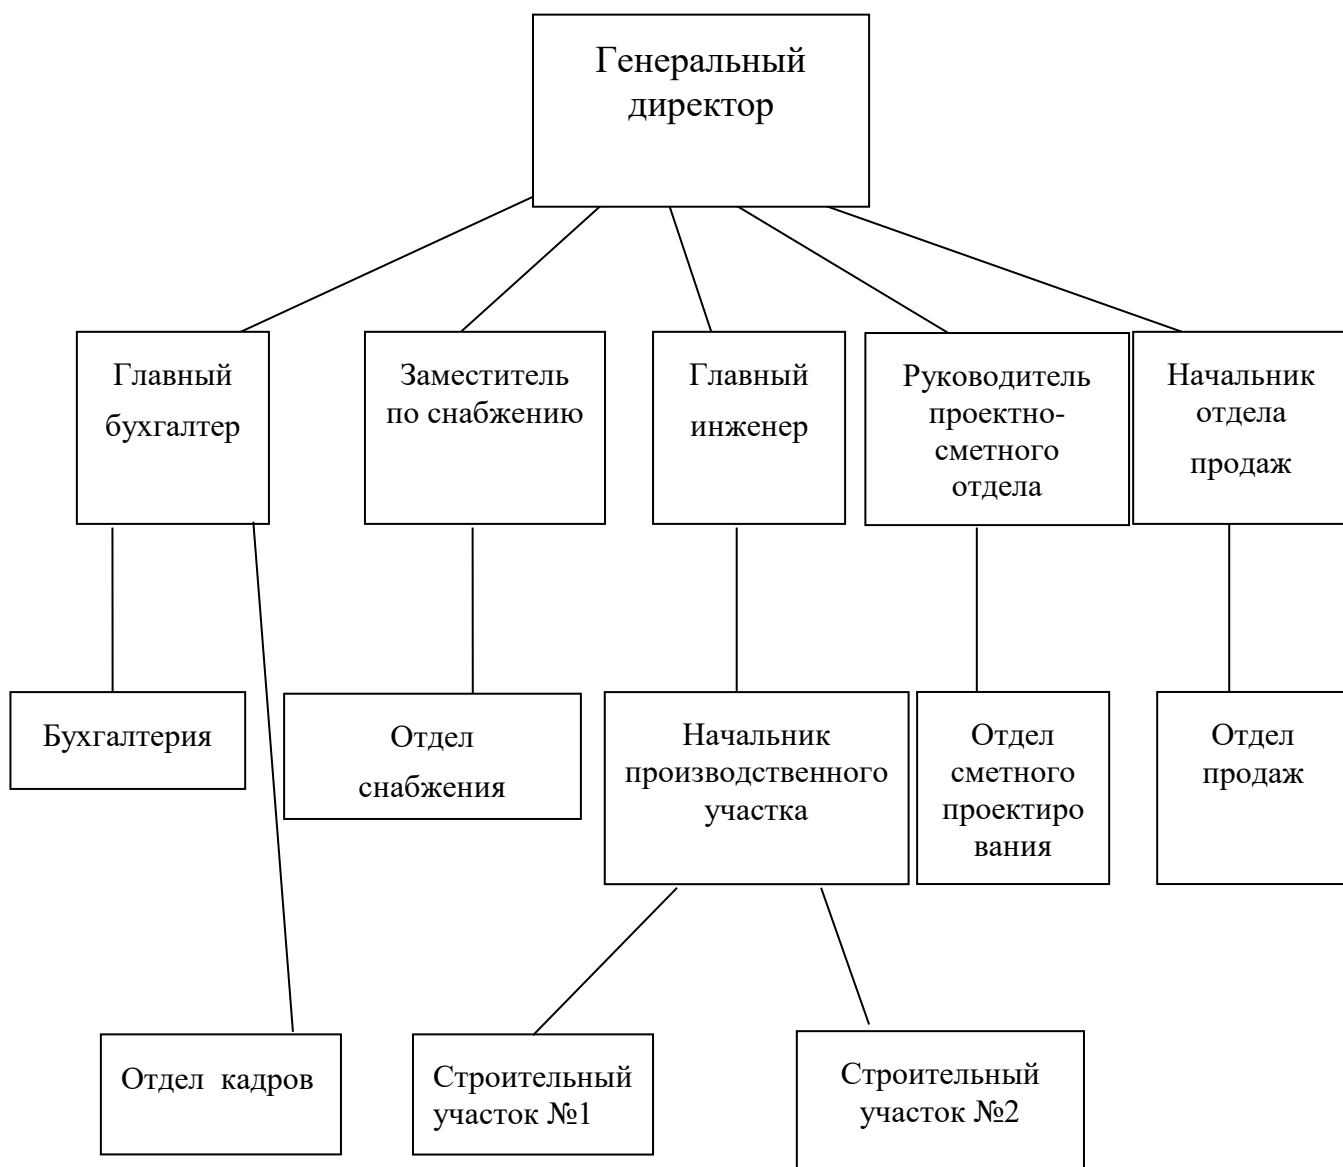 Генеральный
директор
Главный
бухгалтер
Заместитель
по снабжению
Главный
инженер
Руководитель
проектно-
сметного
отдела
Начальник
отдела
продаж
Бухгалтерия
Отдел
снабжения
Начальник
производственного
участка
Отдел
сметного
проектиро
вания
Отдел
продаж
Отдел кадров
Строительный
участок №1
Строительный
участок №2